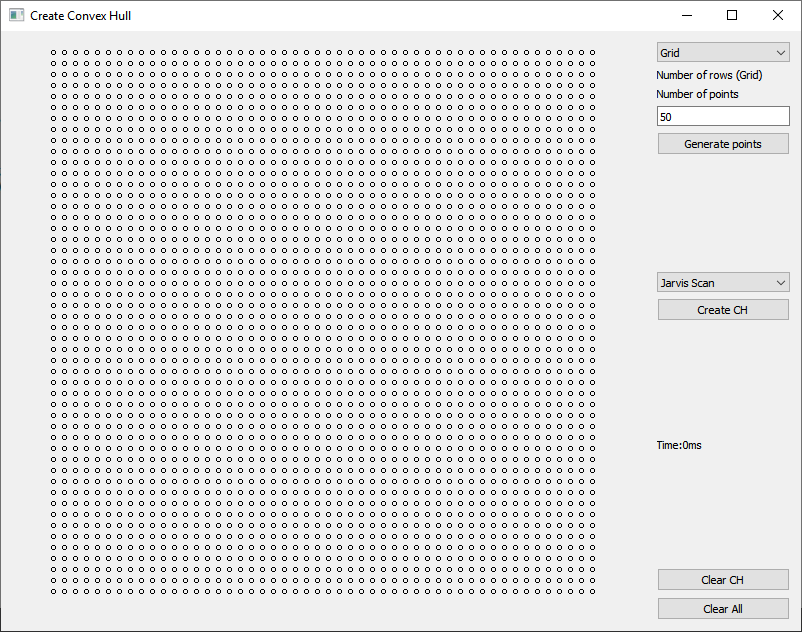 Create Convex Hull
Grid
Number of rows (Grid)
Number of points
50
Generate points
Jarvis Scan
Create CH
Time:0ms
Clear CH
Clear All